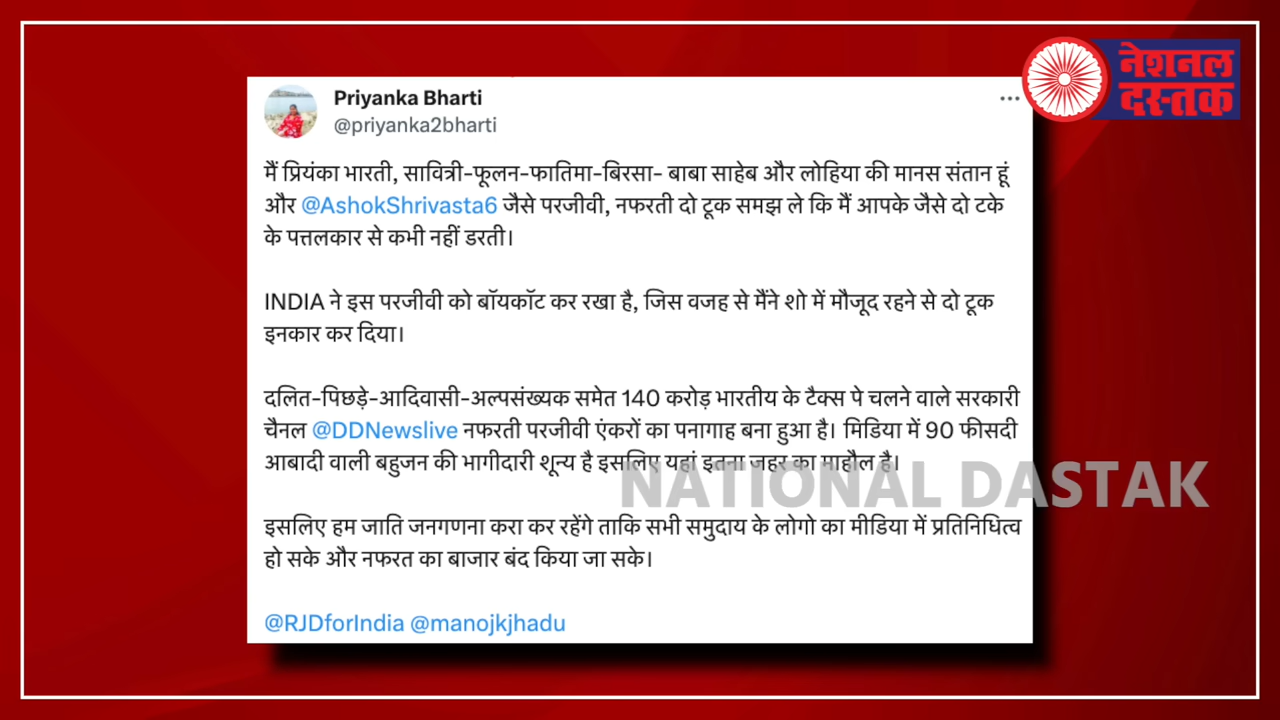 नेशनल
दस्तक
Priyanka Bharti
@priyanka2bharti
मैं प्रियंका भारती, सावित्री-फूलन-फातिमा-बिरसा- बाबा साहेब और लोहिया की मानस संतान हूं
और @AshokShrivasta6 जैसे परजीवी, नफरती दो टूक समझ ले कि मैं आपके जैसे दो टके
के पत्तलकार से कभी नहीं डरती।
INDIA ने इस परजीवी को बॉयकॉट कर रखा है, जिस वजह से मैंने शो में मौजूद रहने से दो टूक
इनकार कर दिया।
दलित-पिछड़े-आदिवासी-अल्पसंख्यक समेत 140 करोड़ भारतीय के टैक्स पे चलने वाले सरकारी
चैनल @DDNewslive नफरती परजीवी एंकरों का पनागाह बना हुआ है। मिडिया में 90 फीसदी
आबादी वाली बहुजन की भागीदारी शून्य है इसलिए यहां इतना जहर का माहौल है।
NATIONAL DASTAK
इसलिए हम जाति जनगणना करा कर रहेंगे ताकि सभी समुदाय के लोगो का मीडिया में प्रतिनिधित्व
हो सके और नफरत का बाजार बंद किया जा सके।
@RJDforIndia @manojkjhadu